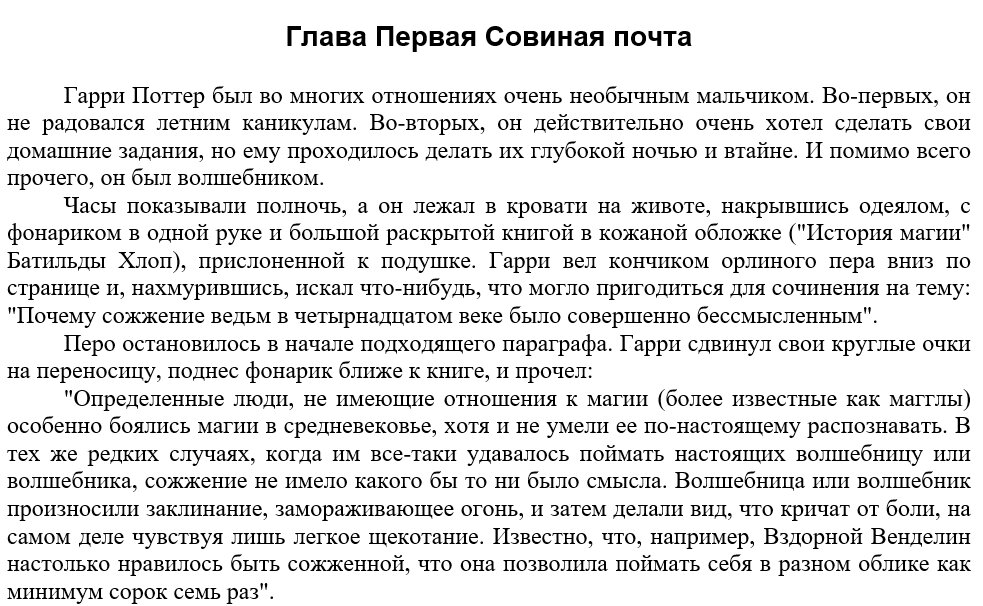 Глава Первая Совиная почта
Гарри Поттер был во многих отношениях очень необычным мальчиком. Во-первых, он
не радовался летним каникулам. Во-вторых, он действительно очень хотел сделать свои
домашние задания, но ему проходилось делать их глубокой ночью и втайне. И помимо всего
прочего, он был волшебником.
Часы показывали полночь, а он лежал в кровати на животе, накрывшись одеялом, с
фонариком в одной руке и большой раскрытой книгой в кожаной обложке ("История магии"
Батильды Хлоп), прислоненной к подушке. Гарри вел кончиком орлиного пера вниз по
странице и, нахмурившись, искал что-нибудь, что могло пригодиться для сочинения на тему:
"Почему сожжение ведьм в четырнадцатом веке было совершенно бессмысленным".
Перо остановилось в начале подходящего параграфа. Гарри сдвинул свои круглые очки
на переносицу, поднес фонарик ближе к книге, и прочел:
"Определенные люди, не имеющие отношения к магии (более известные как магглы)
особенно боялись магии в средневековье, хотя и не умели ее по-настоящему распознавать. В
тех же редких случаях, когда им все-таки удавалось поймать настоящих волшебницу или
волшебника, сожжение не имело какого бы то ни было смысла. Волшебница или волшебник
произносили заклинание, замораживающее огонь, и затем делали вид, что кричат от боли, на
самом деле чувствуя лишь легкое щекотание. Известно, что, например, Вздорной Венделин
настолько нравилось быть сожженной, что она позволила поймать себя в разном облике как
минимум сорок семь раз".